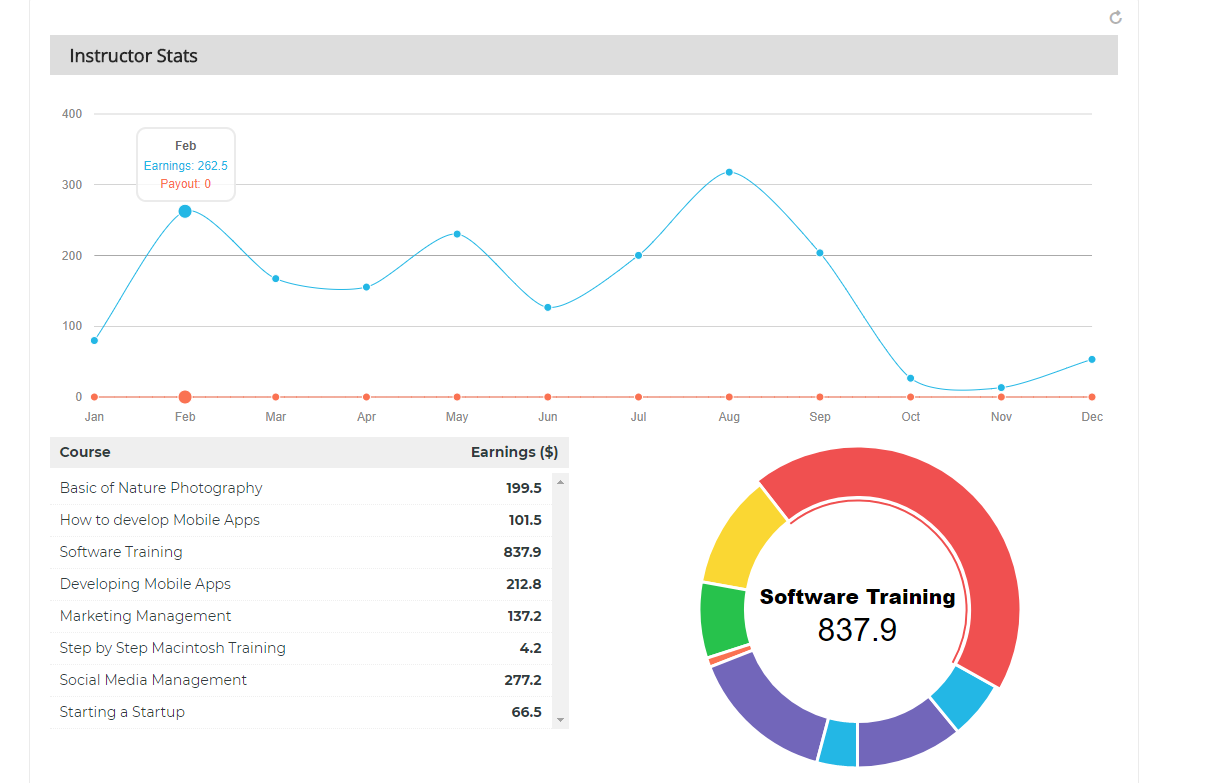 Instructor Stats
400
300
200
100
0
Feb
Earnings: 262.5
Payout: 0
Jan Feb Mar Apr May Jun Jul Aug Sep Oct Nov Dec
Course Earnings ($)
Basic of Nature Photography 199.5
How to develop Mobile Apps 101.5
Software Training 837.9
Developing Mobile Apps 212.8
Marketing Management 137.2
Step by Step Macintosh Training 4.2
Social Media Management 277.2
Starting a Startup 66.5
Software Training
837.9